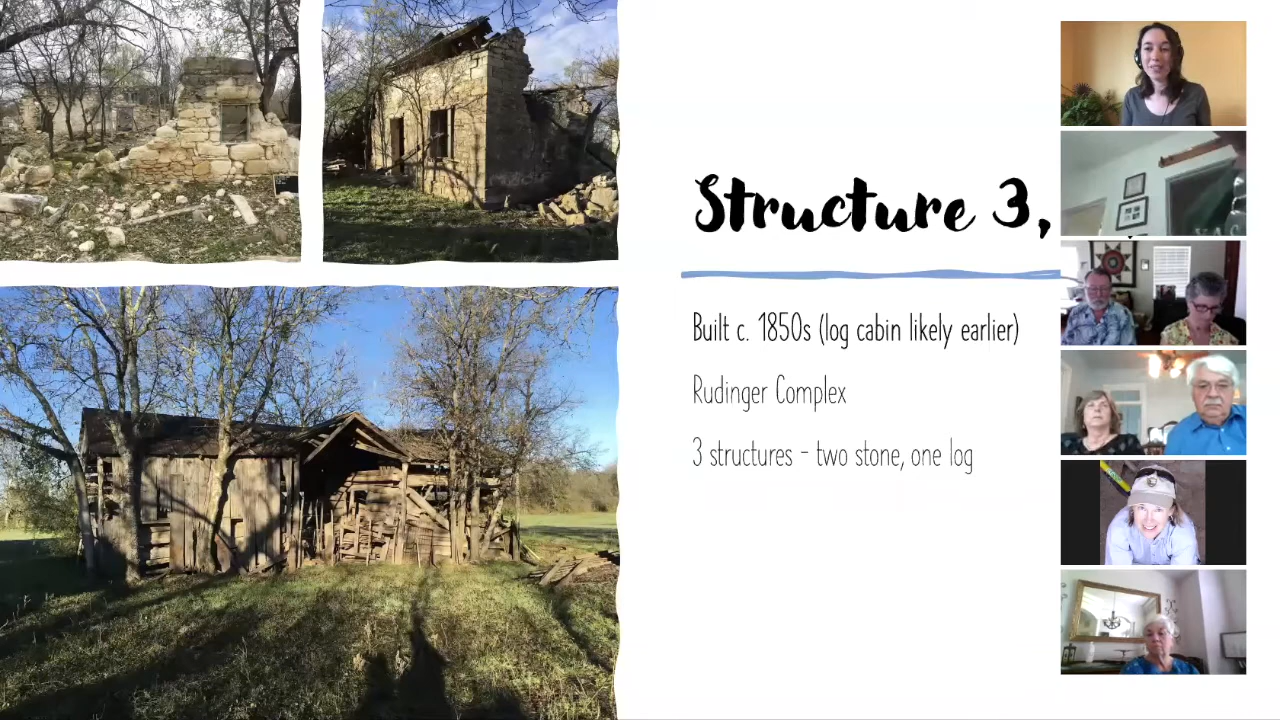 Structure 3,
Built c. 1850s (log cabin likely earlier)
Rudinger Complex
3 structures - two stone, one log